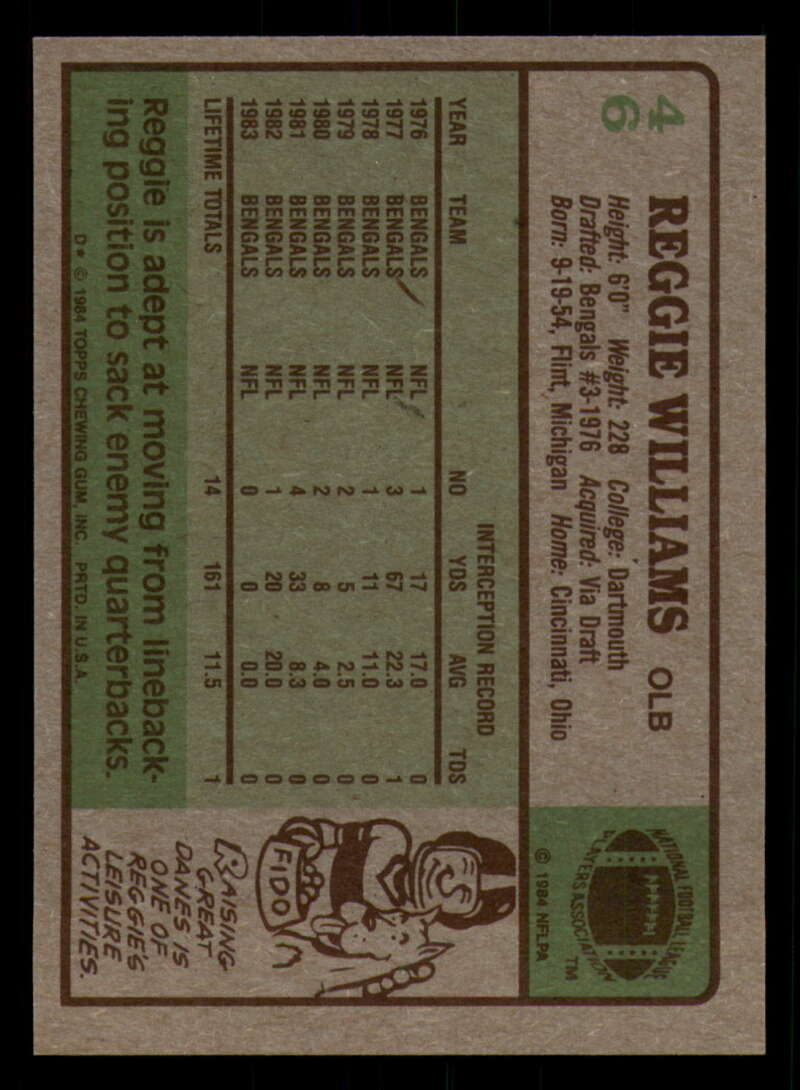 46
REGGIE WILLIAMS OLB
Height: 6'0" Weight: 228 College: Dartmouth
Drafted: Bengals #3-1976 Acquired: Via Draft
Born: 9-19-54, Flint, Michigan Home: Cincinnati, Ohio
NATIONAL FOOTBALL LEAGUE
PLAYERS ASSOCIATION
TM
© 1984 NFLPA
INTERCEPTION RECORD
YEAR TEAM NO YDS AVG TDS
1976 BENGALS NFL 1 17 17.0 0
1977 BENGALS NFL 3 67 22.3 1
1978 BENGALS NFL 1 11 11.0 0
1979 BENGALS NFL 2 5 2.5 0
1980 BENGALS NFL 2 8 4.0 0
1981 BENGALS NFL 4 33 8.3 0
1982 BENGALS NFL 1 20 20.0 0
1983 BENGALS NFL 0 0 0.0 0
LIFETIME TOTALS 14 161 11.5 1
Reggie is adept at moving from lineback-
ing position to sack enemy quarterbacks.
D* © 1984 TOPPS CHEWING GUM, INC. PRTD. IN U.S.A.
FIDO
RAISING
GREAT
DANES IS
ONE OF
REGGIE'S
LEISURE
ACTIVITIES.